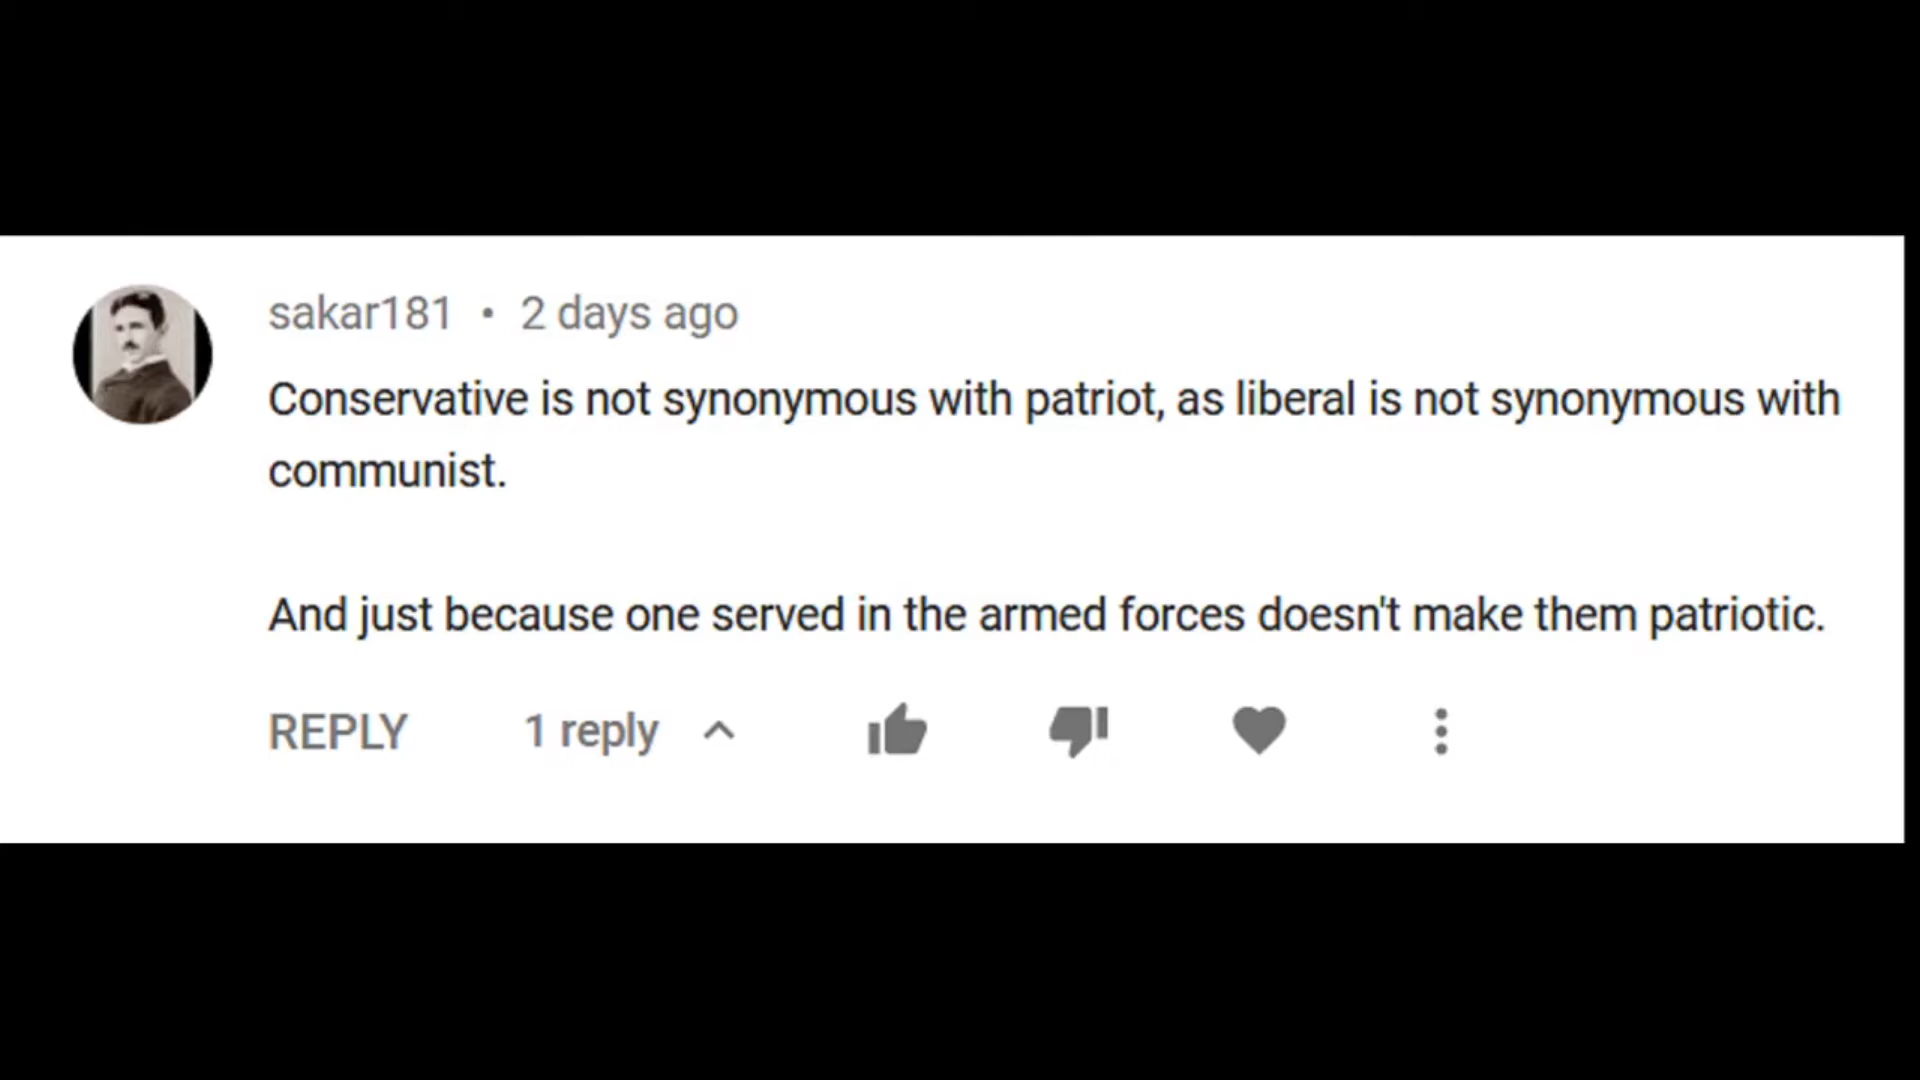 sakar181 • 2 days ago
Conservative is not synonymous with patriot, as liberal is not synonymous with
communist.
And just because one served in the armed forces doesn't make them patriotic.
REPLY 1 reply